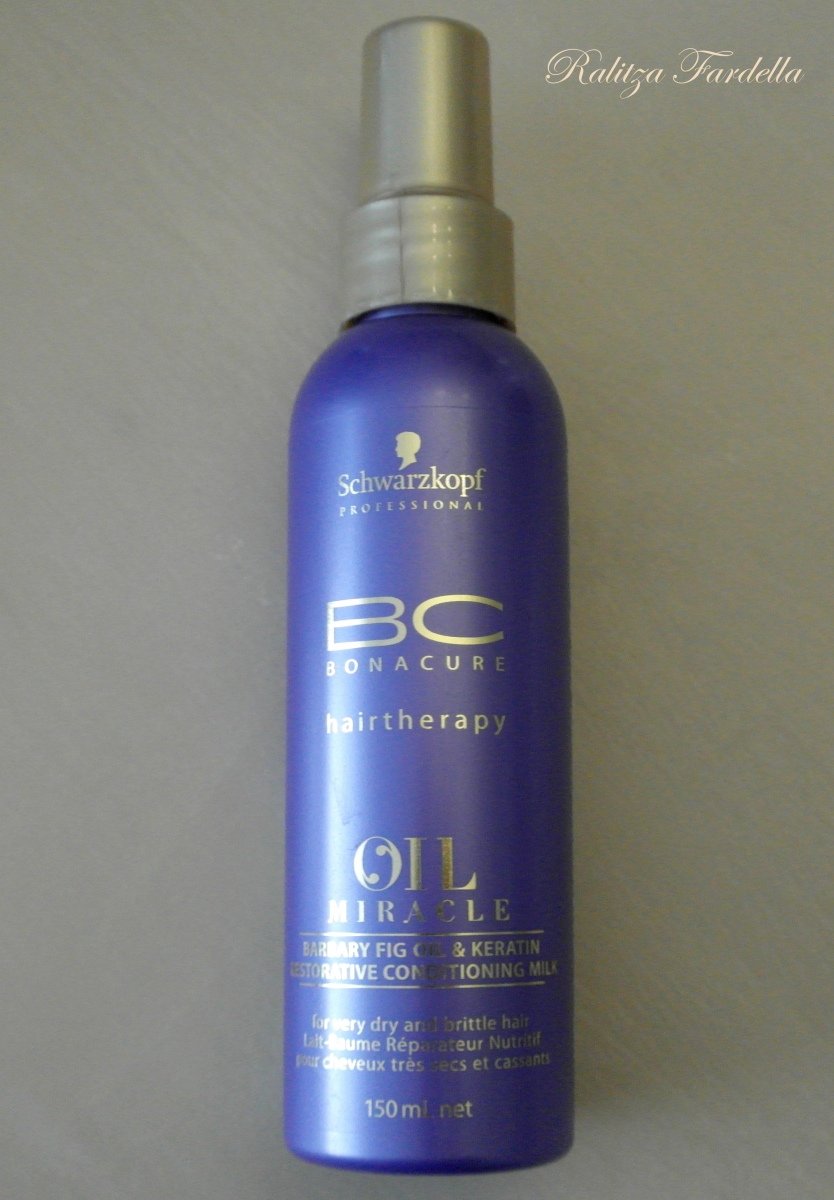 Ralitza Fardella
Schwarzkopf
PROFESSIONAL
BC
BONACURE
hairtherapy
OIL
MIRACLE
BARBARY FIG OIL & KERATIN
RESTORATIVE CONDITIONING MILK
for very dry and brittle hair
Lait-Baume Réparateur Nutritif
pour cheveux très secs et cassants
150 mL net